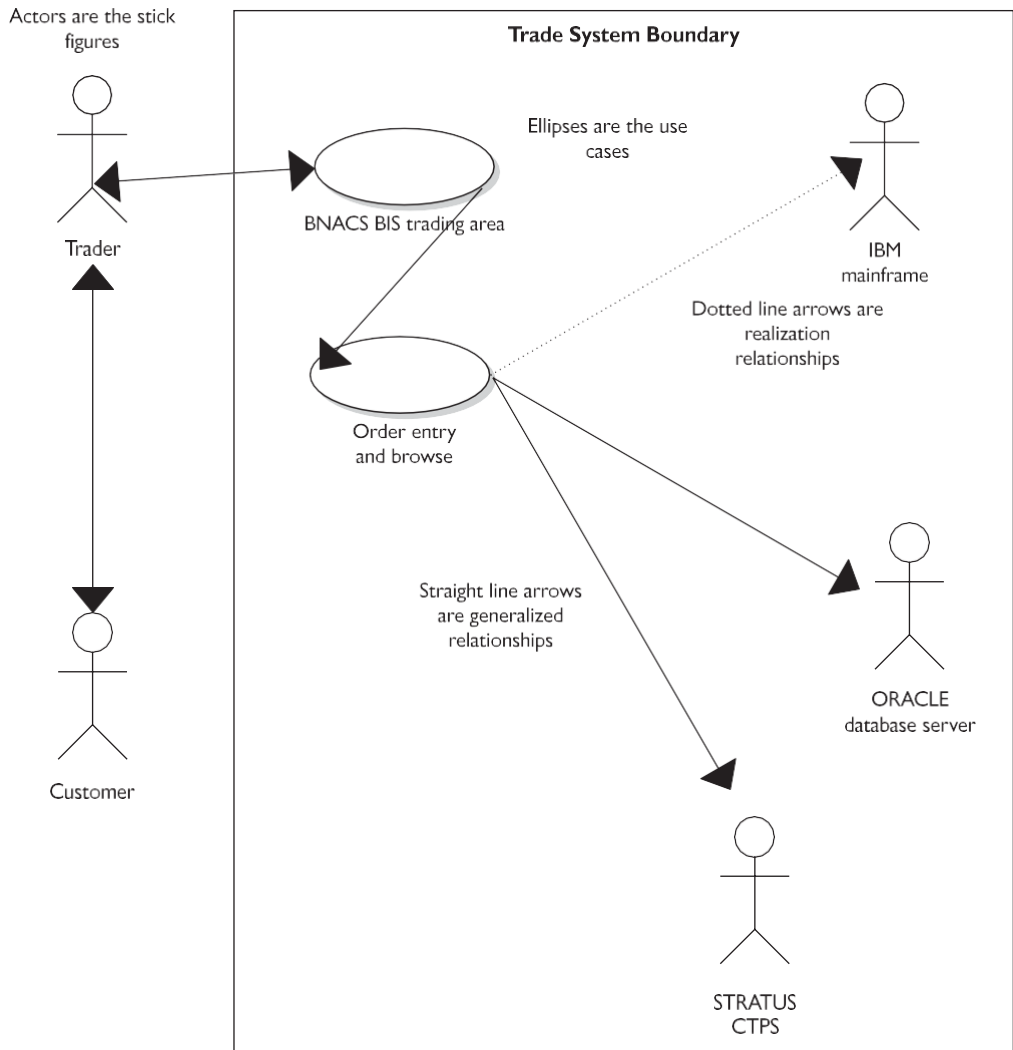 Actors are the stick
figures
Trade System Boundary
Ellipses are the use
cases
BNACS BIS trading area
Trader
IBM
mainframe
Dotted line arrows are
realization
relationships
Order entry
and browse
Straight line arrows
are generalized
relationships
ORACLE
database server
Customer
STRATUS
CTPS